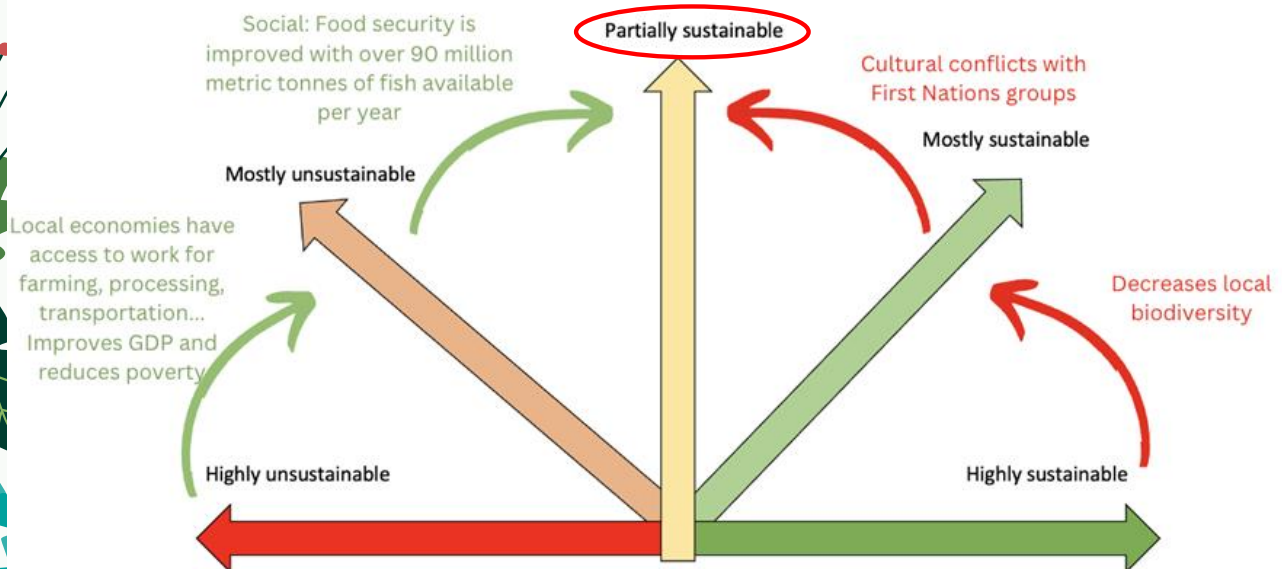 Social: Food security is
improved with over 90 million
metric tonnes of fish available
per year
Partially sustainable
Cultural conflicts with
First Nations groups
Mostly sustainable
Mostly unsustainable
Local economies have
access to work for
farming, processing,
transportation...
Improves GDP and
reduces poverty
Decreases local
biodiversity
Highly unsustainable
Highly sustainable